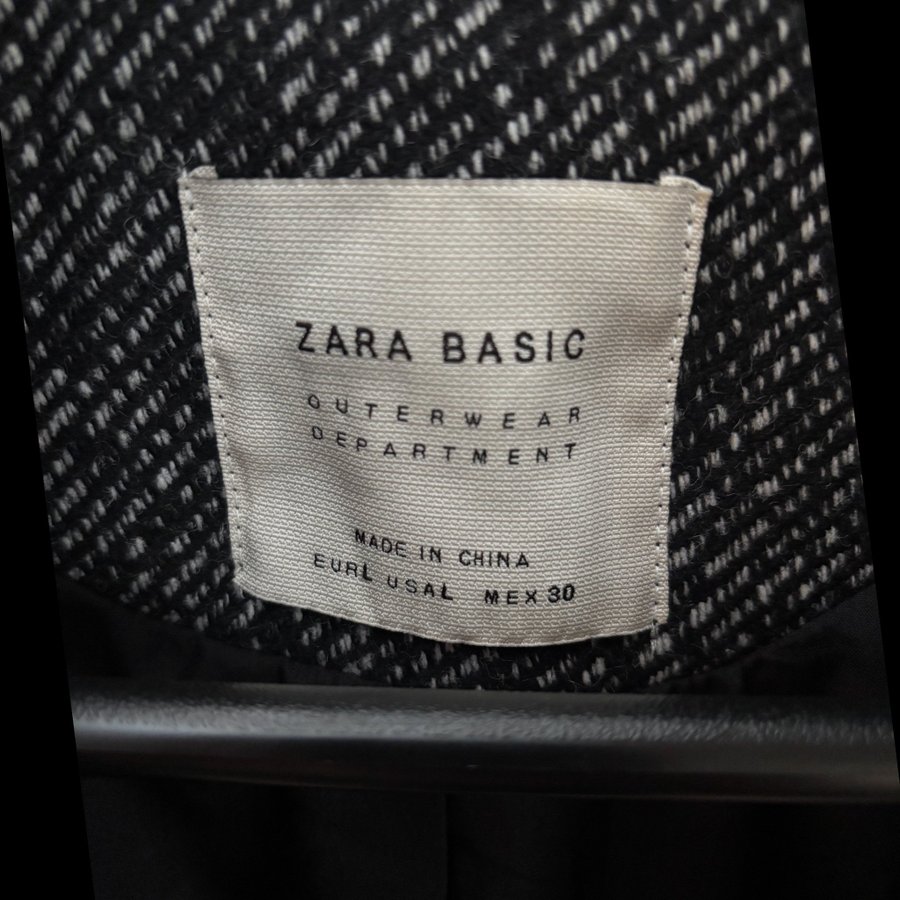 ZARA BASIC
OUTERWEAR
DEPARTMENT
MADE IN CHINA
EUR L USA L MEX 30